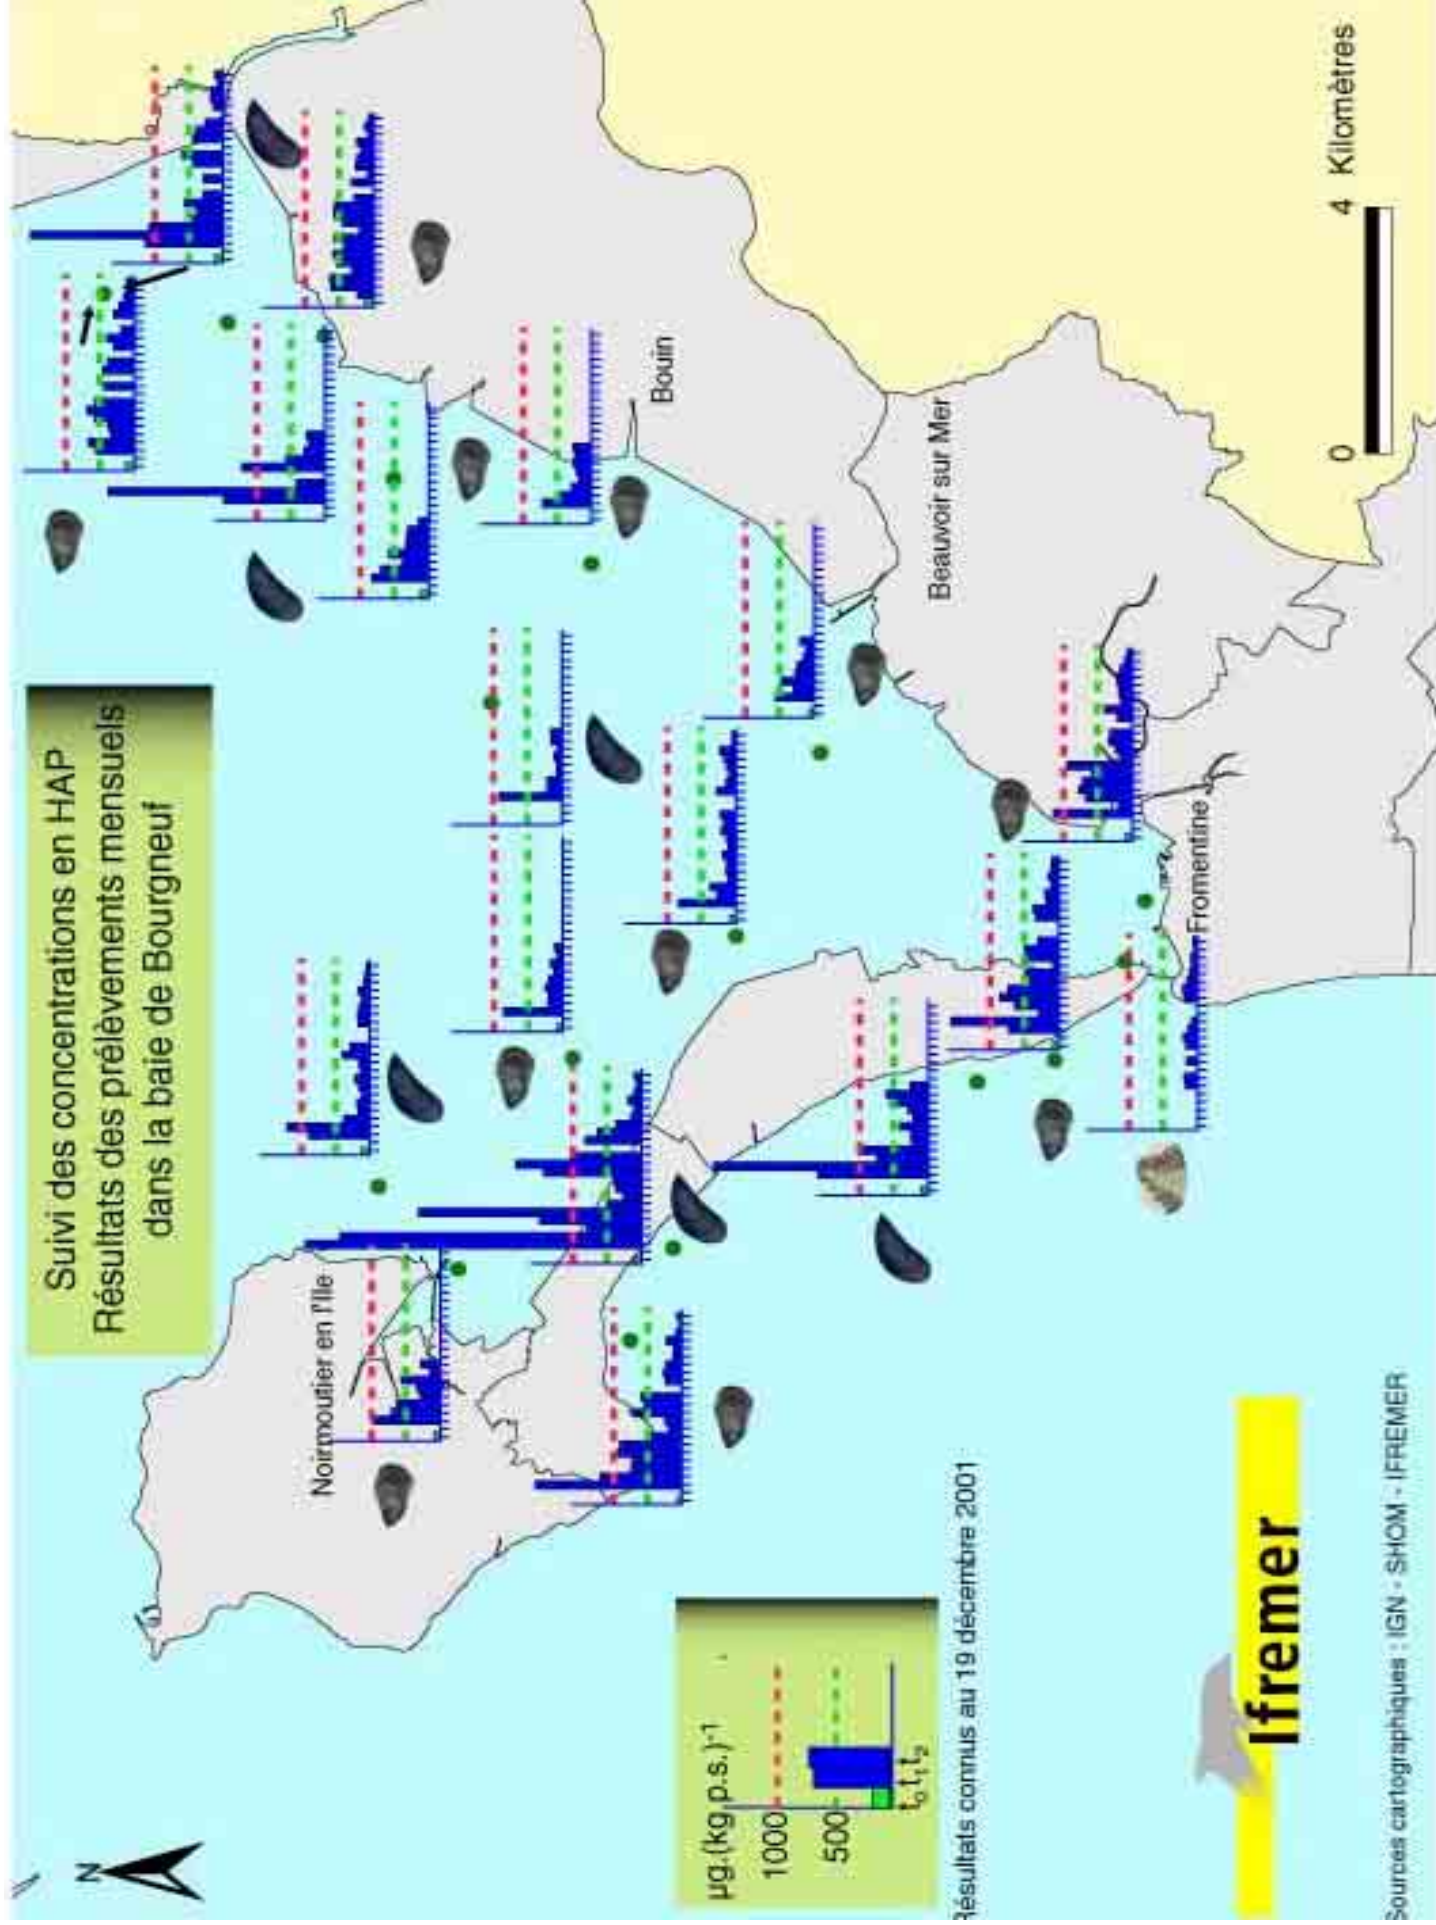 Suivi des concentrations en HAP
Résultats des prélèvements mensuels
dans la baie de Bourgneuf
N
Noirmoutier en l'Ile
Bouin
Beauvoir sur Mer
Fromentine
µg.(kg p.s.)-1
1000
500
t0 t1 t2
Résultats connus au 19 décembre 2001
Ifremer
0 4 Kilomètres
Sources cartographiques : IGN - SHOM - IFREMER